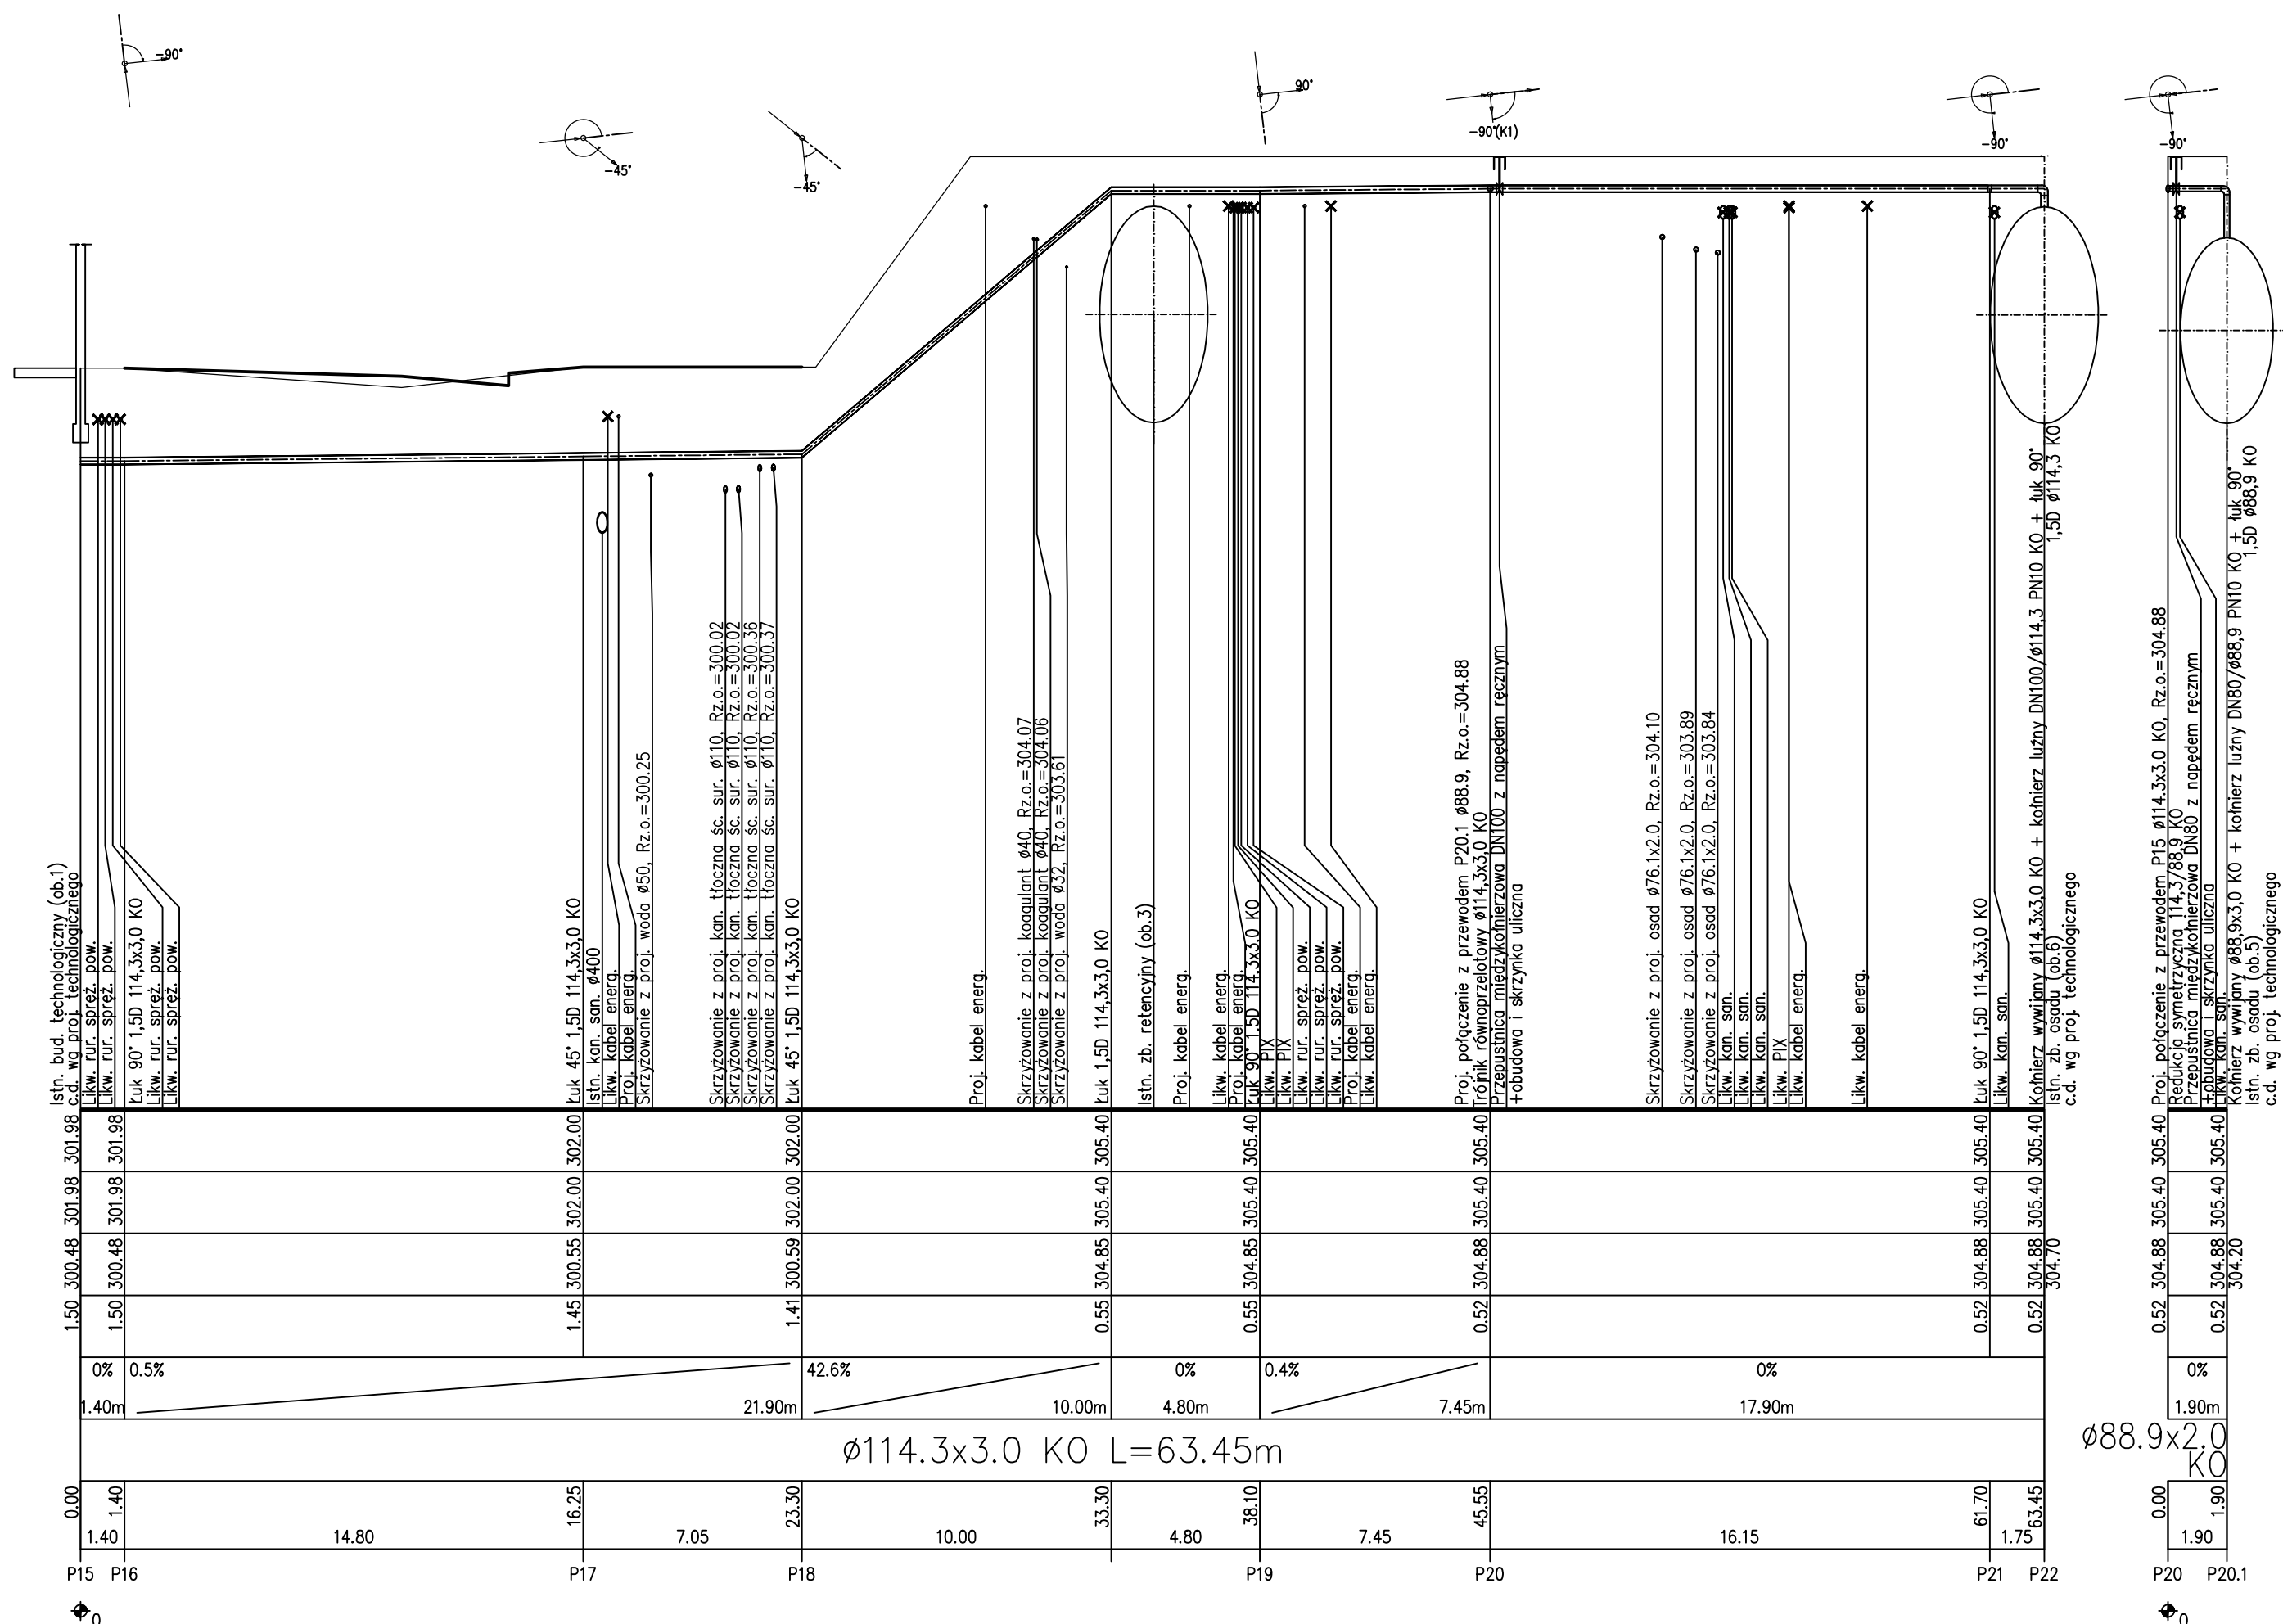 -90°
-45°
-45°
90°
-90°(K1)
-90°
-90°
Istn. bud. technologiczny (ob.1)
c.d. wg proj. technologicznego
Likw. rur. spręż. pow.
Likw. rur. spręż. pow.
Łuk 90° 1,5D 114,3x3,0 KO
Likw. rur. spręż. pow.
Likw. rur. spręż. pow.
Łuk 45° 1,5D 114,3x3,0 KO
Istn. kan. san. ø400
Likw. kabel energ.
Proj. kabel energ.
Skrzyżowanie z proj. woda ø50, Rz.o.=300.25
Skrzyżowanie z proj. kan. tłoczna śc. sur. ø110, Rz.o.=300.02
Skrzyżowanie z proj. kan. tłoczna śc. sur. ø110, Rz.o.=300.02
Skrzyżowanie z proj. kan. tłoczna śc. sur. ø110, Rz.o.=300.36
Skrzyżowanie z proj. kan. tłoczna śc. sur. ø110, Rz.o.=300.37
Łuk 45° 1,5D 114,3x3,0 KO
Proj. kabel energ.
Skrzyżowanie z proj. koagulant ø40, Rz.o.=304.07
Skrzyżowanie z proj. koagulant ø40, Rz.o.=304.06
Skrzyżowanie z proj. woda ø32, Rz.o.=303.61
Łuk 1,5D 114,3x3,0 KO
Istn. zb. retencyjny (ob.3)
Proj. kabel energ.
Likw. kabel energ.
Proj. kabel energ.
Łuk 90° 1,5D 114,3x3,0 KO
Likw. PIX
Likw. PIX
Likw. rur. spręż. pow.
Likw. rur. spręż. pow.
Likw. rur. spręż. pow.
Proj. kabel energ.
Likw. kabel energ.
Proj. połączenie z przewodem P20.1 ø88.9, Rz.o.=304.88
Trójnik równoprzelotowy ø114,3x3,0 KO
Przepustnica międzykołnierzowa DN100 z napędem ręcznym
+obudowa i skrzynka uliczna
Skrzyżowanie z proj. osad ø76.1x2.0, Rz.o.=304.10
Skrzyżowanie z proj. osad ø76.1x2.0, Rz.o.=303.89
Skrzyżowanie z proj. osad ø76.1x2.0, Rz.o.=303.84
Likw. kan. san.
Likw. kan. san.
Likw. kan. san.
Likw. PIX
Likw. kabel energ.
Likw. kabel energ.
Łuk 90° 1,5D 114,3x3,0 KO
Likw. kan. san.
Kołnierz wywijany ø114,3x3,0 KO + kołnierz luźny DN100/ø114,3 PN10 KO + łuk 90°
1,5D ø114,3 KO
Istn. zb. osadu (ob.6)
c.d. wg proj. technologicznego
Proj. połączenie z przewodem P15 ø114.3x3.0 KO, Rz.o.=304.88
Redukcja symetryczna 114,3/88,9 KO
Przepustnica międzykołnierzowa DN80 z napędem ręcznym
+obudowa i skrzynka uliczna
Likw. kan. san.
Kołnierz wywijany ø88,9x3,0 KO + kołnierz luźny DN80/ø88,9 PN10 KO + łuk 90°
1,5D ø88,9 KO
Istn. zb. osadu (ob.5)
c.d. wg proj. technologicznego
301.98 301.98 302.00 302.00 305.40 305.40 305.40 305.40 305.40 305.40 305.40
301.98 301.98 302.00 302.00 305.40 305.40 305.40 305.40 305.40 305.40 305.40
300.48 300.48 300.55 300.59 304.85 304.85 304.88 304.88 304.88 304.70 304.88 304.88 304.20
1.50 1.50 1.45 1.41 0.55 0.55 0.52 0.52 0.52 0.52 0.52
0% 0.5% 42.6% 0% 0.4% 0% 0%
1.40m 21.90m 10.00m 4.80m 7.45m 17.90m 1.90m
ø114.3x3.0 KO L=63.45m
ø88.9x2.0
KO
0.00 1.40 16.25 23.30 33.30 38.10 45.55 61.70 63.45 0.00 1.90
1.40 14.80 7.05 10.00 4.80 7.45 16.15 1.75 1.90
P15 P16 P17 P18 P19 P20 P21 P22 P20 P20.1
0 0